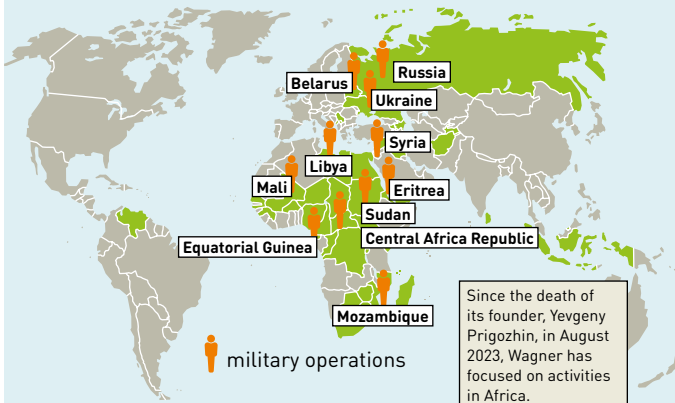 Belarus
Russia
Ukraine
Syria
Libya
Mali
Eritrea
Sudan
Equatorial Guinea
Central Africa Republic
Mozambique
military operations
Since the death of
its founder, Yevgeny
Prigozhin, in August
2023, Wagner has
focused on activities
in Africa.